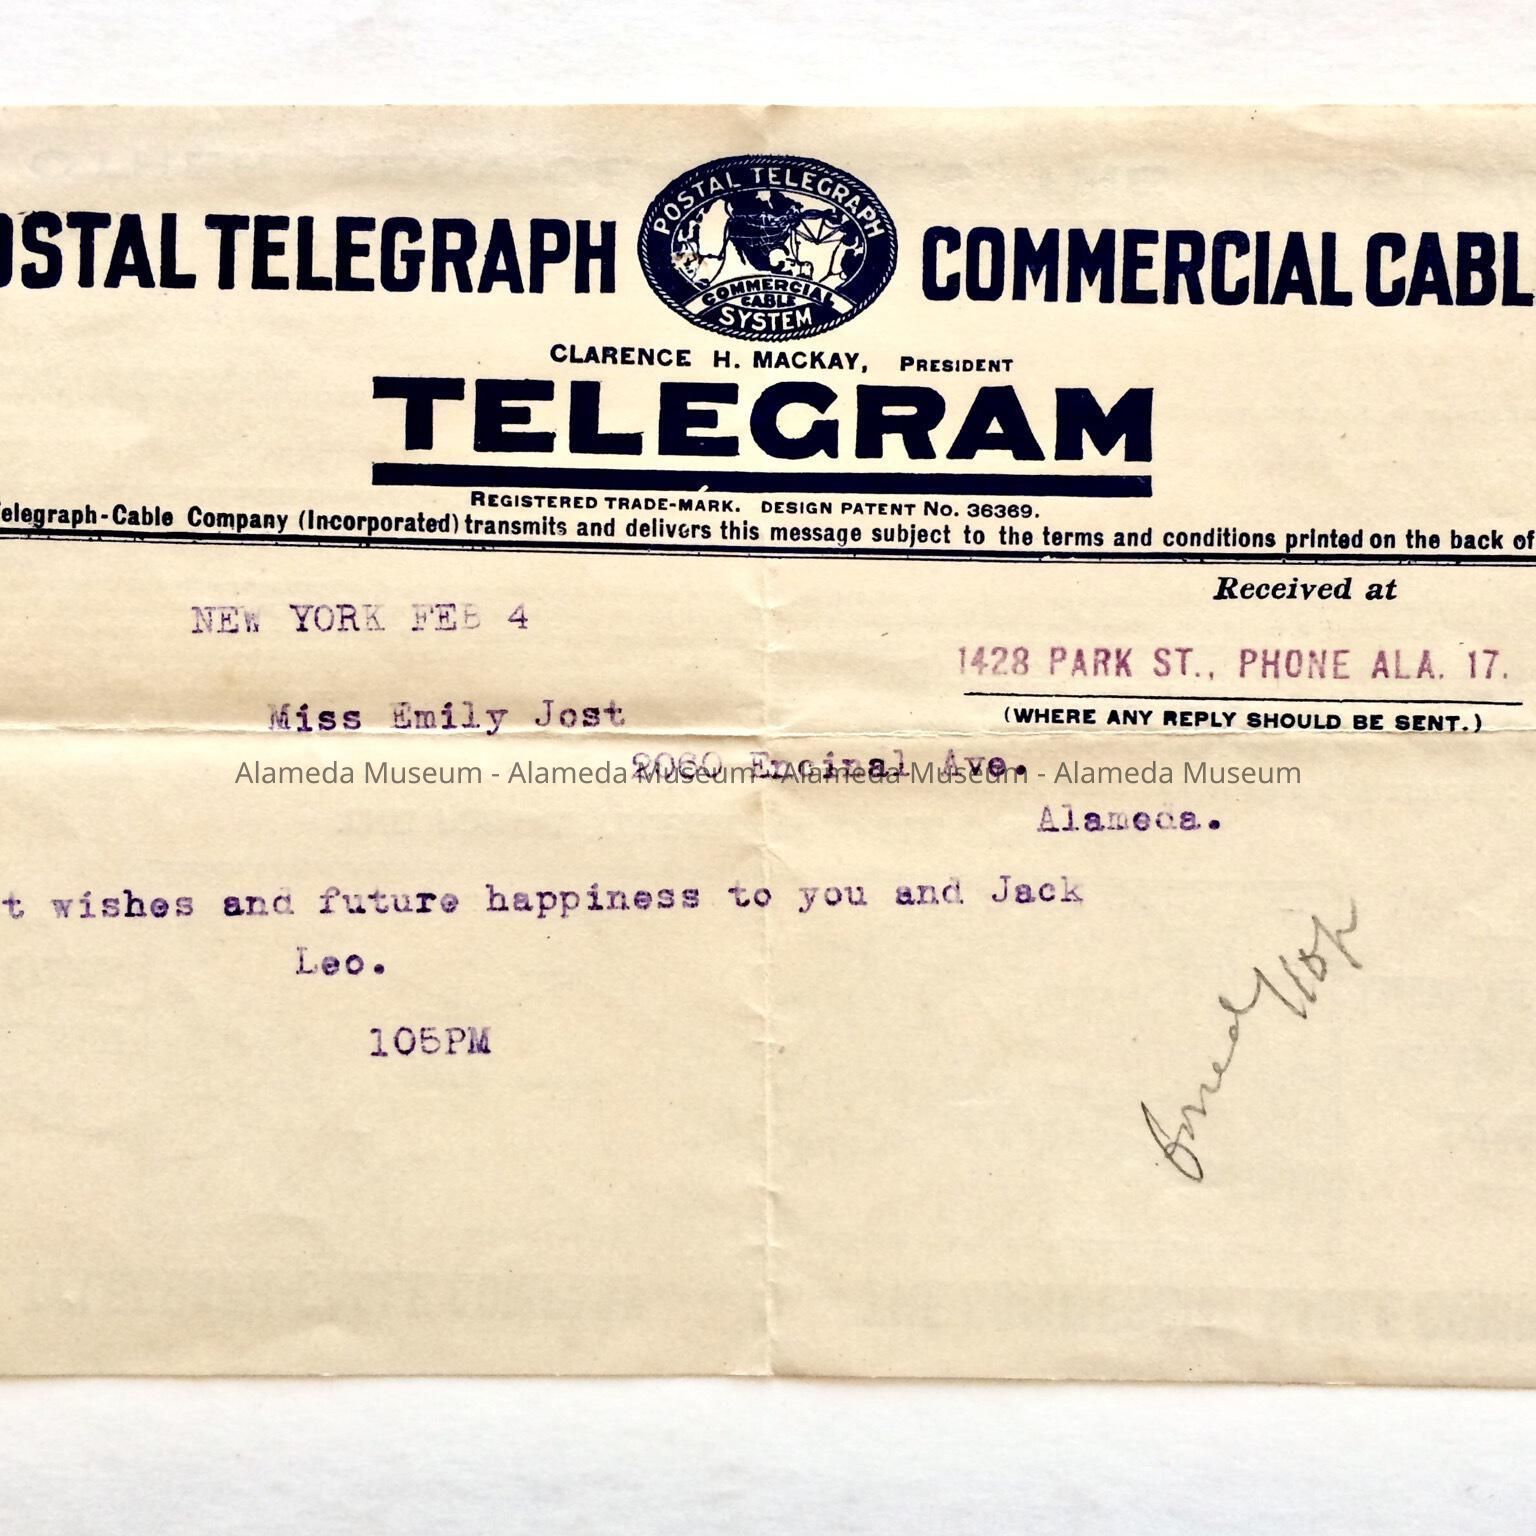 OSTAL TELEGRAPH COMMERCIAL CABL
POSTAL TELEGRAPH
COMMERCIAL
CABLE
SYSTEM
CLARENCE H. MACKAY, PRESIDENT
TELEGRAM
REGISTERED TRADE-MARK. DESIGN PATENT No. 36369.
elegraph-Cable Company (Incorporated) transmits and delivers this message subject to the terms and conditions printed on the back of
Received at
NEW YORK FEB 4
1428 PARK ST., PHONE ALA. 17.
(WHERE ANY REPLY SHOULD BE SENT.)
Miss Emily Jost
2060 Encinal Ave.
Alameda Museum - Alameda Museum - Alameda Museum - Alameda Museum
Alameda.
t wishes and future happiness to you and Jack
Leo.
105PM